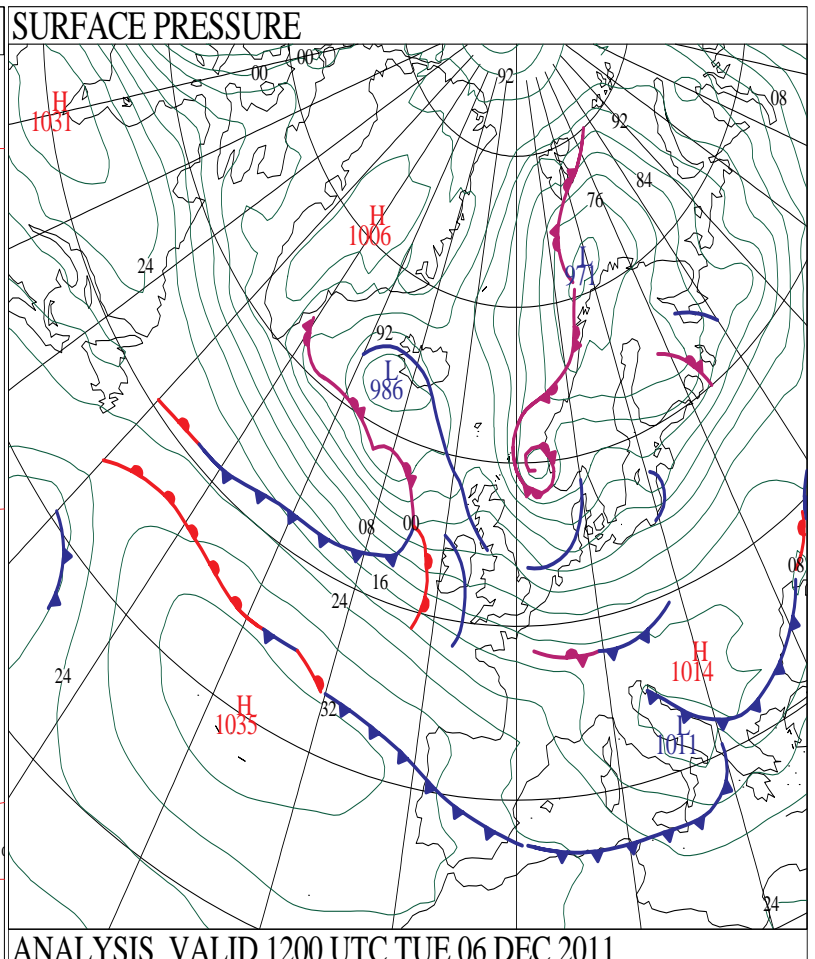 SURFACE PRESSURE
00
00
92
H
1031
08
92
84
76
H
1006
L
971
24
92
L
986
08
00
16
24
08
H
1014
24
H
1035
32
L
1011
24
ANALYSIS VALID 1200 UTC TUE 06 DEC 2011